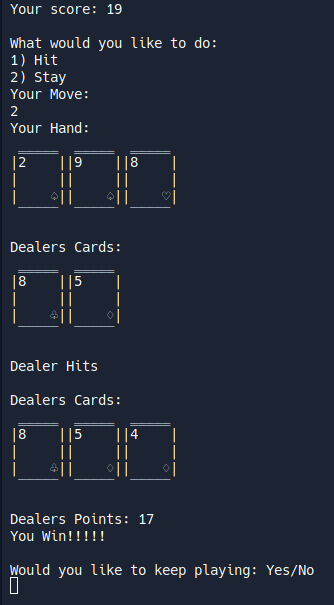 Your score: 19
What would you like to do:
1) Hit
2) Stay
Your Move:
2
Your Hand:
|2 ||9 ||8 |
| || || |
| ♤|| ♤|| ♡|
Dealers Cards:
|8 ||5 |
| || |
| ♧|| ♢|
Dealer Hits
Dealers Cards:
|8 ||5 ||4 |
| || || |
| ♧|| ♢|| ♢|
Dealers Points: 17
You Win!!!!!
Would you like to keep playing: Yes/No